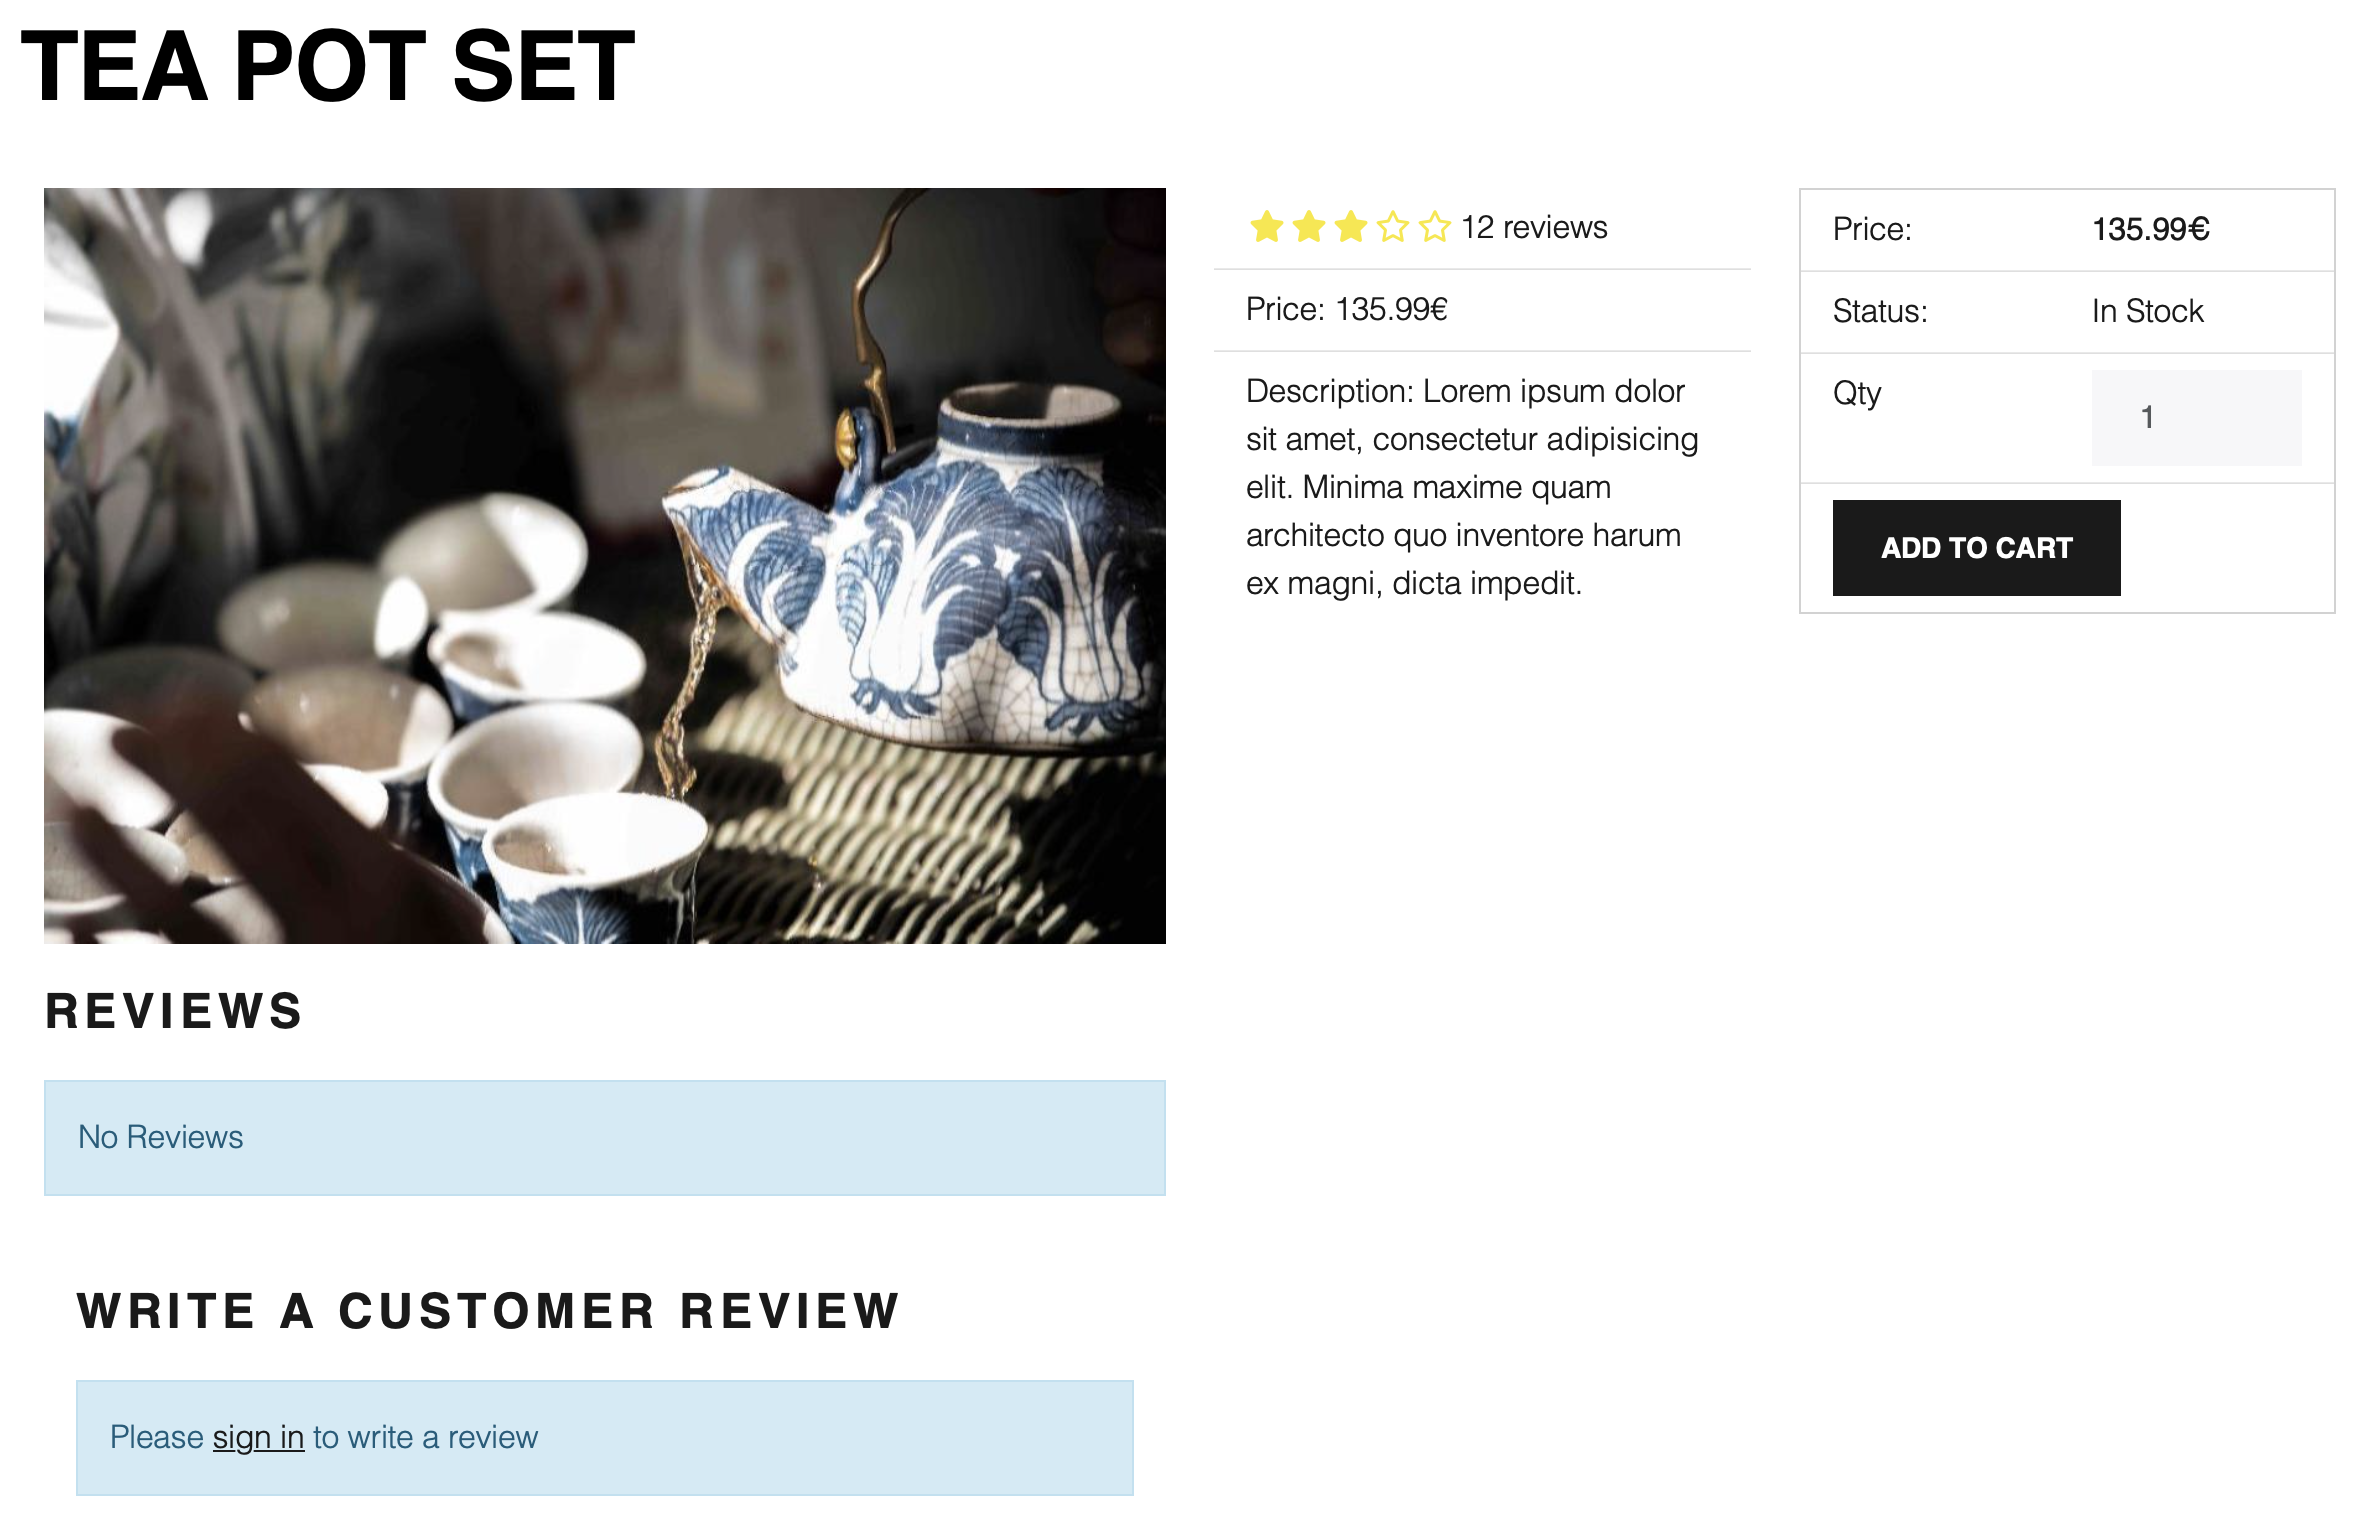 TEA POT SET
12 reviews
Price: 135.99€
Description: Lorem ipsum dolor
sit amet, consectetur adipisicing
elit. Minima maxime quam
architecto quo inventore harum
ex magni, dicta impedit.
Price: 135.99€
Status: In Stock
Qty 1
ADD TO CART
REVIEWS
No Reviews
WRITE A CUSTOMER REVIEW
Please sign in to write a review